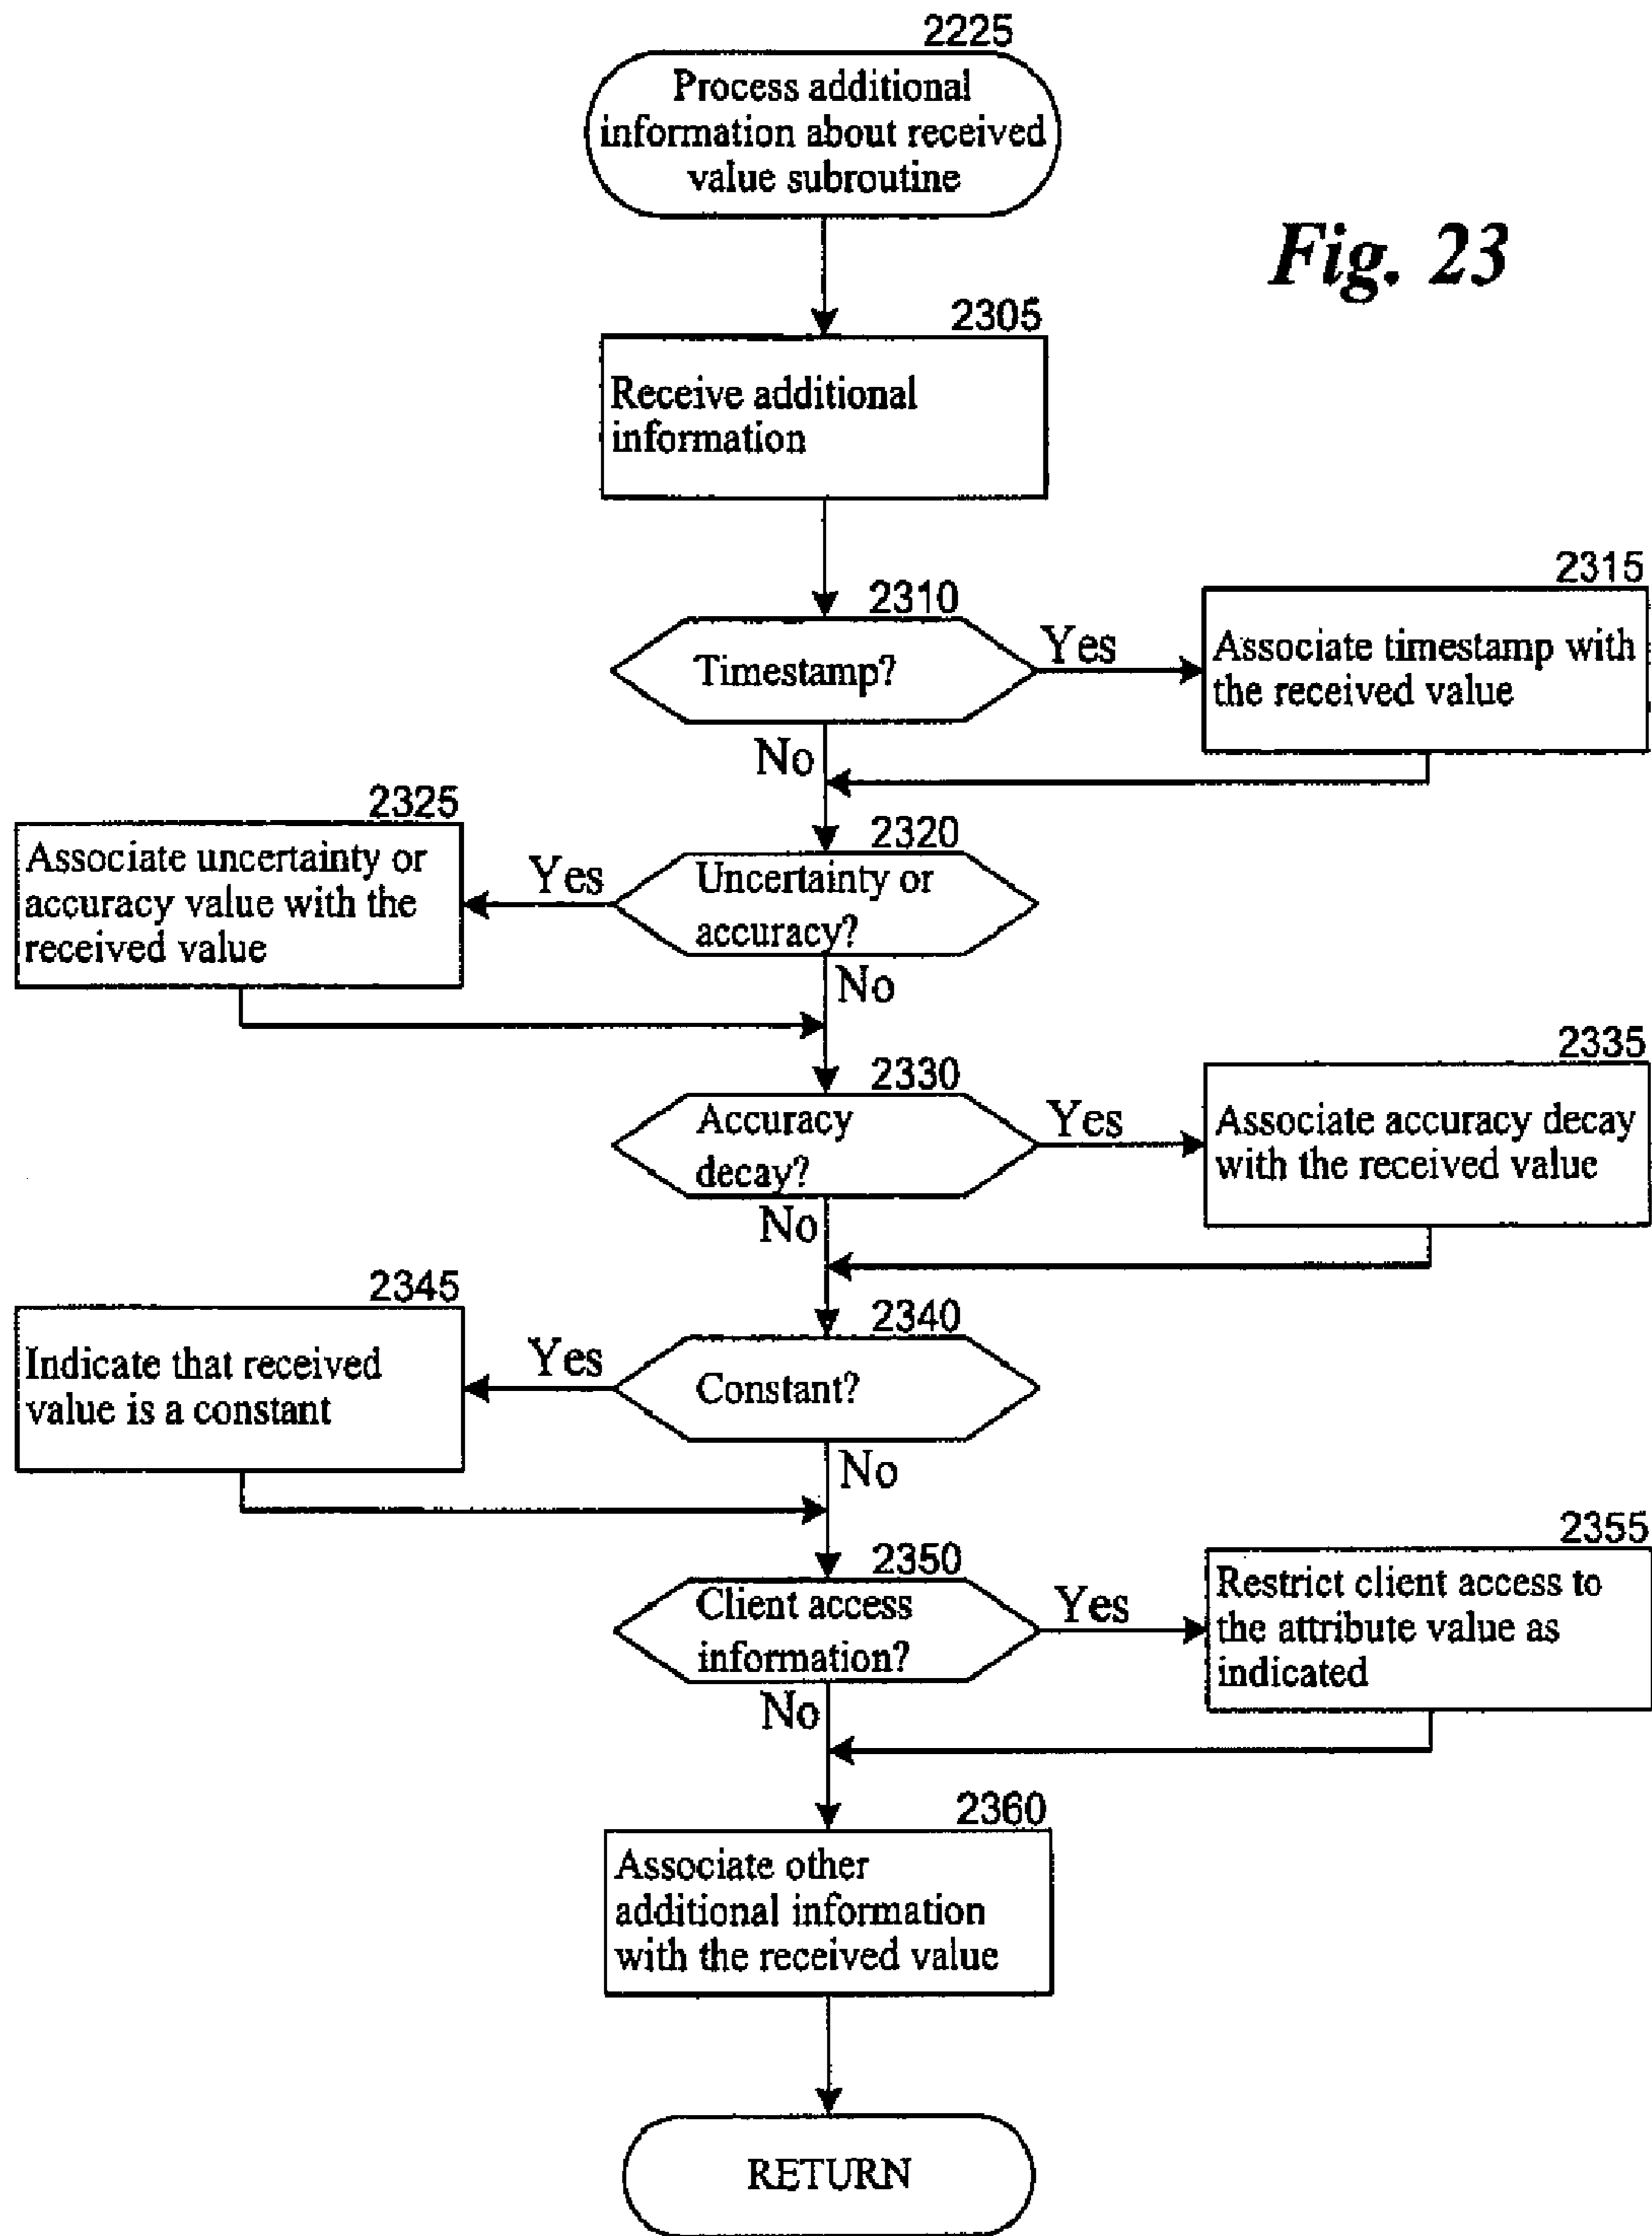 2225
Process additional
information about received
value subroutine
Fig. 23
2305
Receive additional
information
2310
Timestamp?
Yes
No
2315
Associate timestamp with
the received value
2320
Uncertainty or
accuracy?
Yes
No
2325
Associate uncertainty or
accuracy value with the
received value
2330
Accuracy
decay?
Yes
No
2335
Associate accuracy decay
with the received value
2340
Constant?
Yes
No
2345
Indicate that received
value is a constant
2350
Client access
information?
Yes
No
2355
Restrict client access to
the attribute value as
indicated
2360
Associate other
additional information
with the received value
RETURN